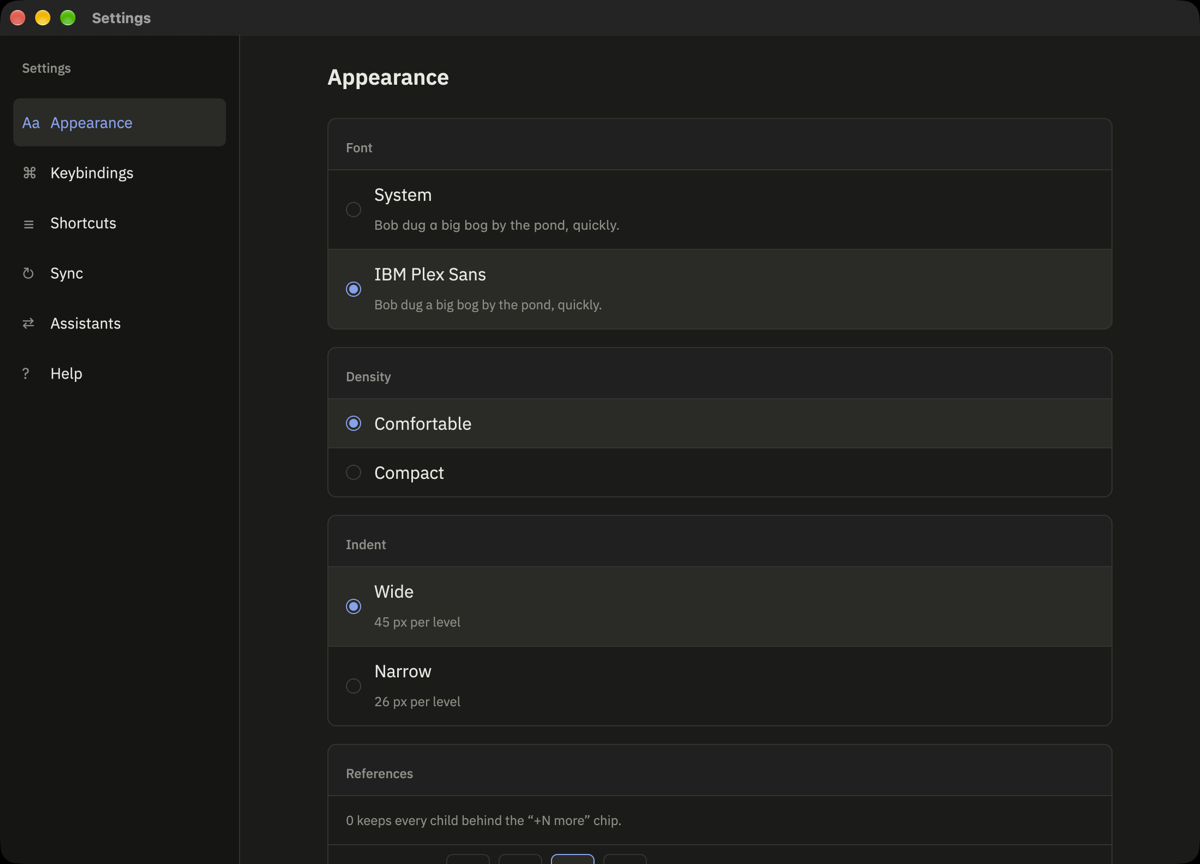 Settings
Settings
Aa Appearance
⌘ Keybindings
≡ Shortcuts
↻ Sync
⇄ Assistants
? Help
Appearance
Font
System
Bob dug a big bog by the pond, quickly.
IBM Plex Sans
Bob dug a big bog by the pond, quickly.
Density
Comfortable
Compact
Indent
Wide
45 px per level
Narrow
26 px per level
References
0 keeps every child behind the “+N more” chip.